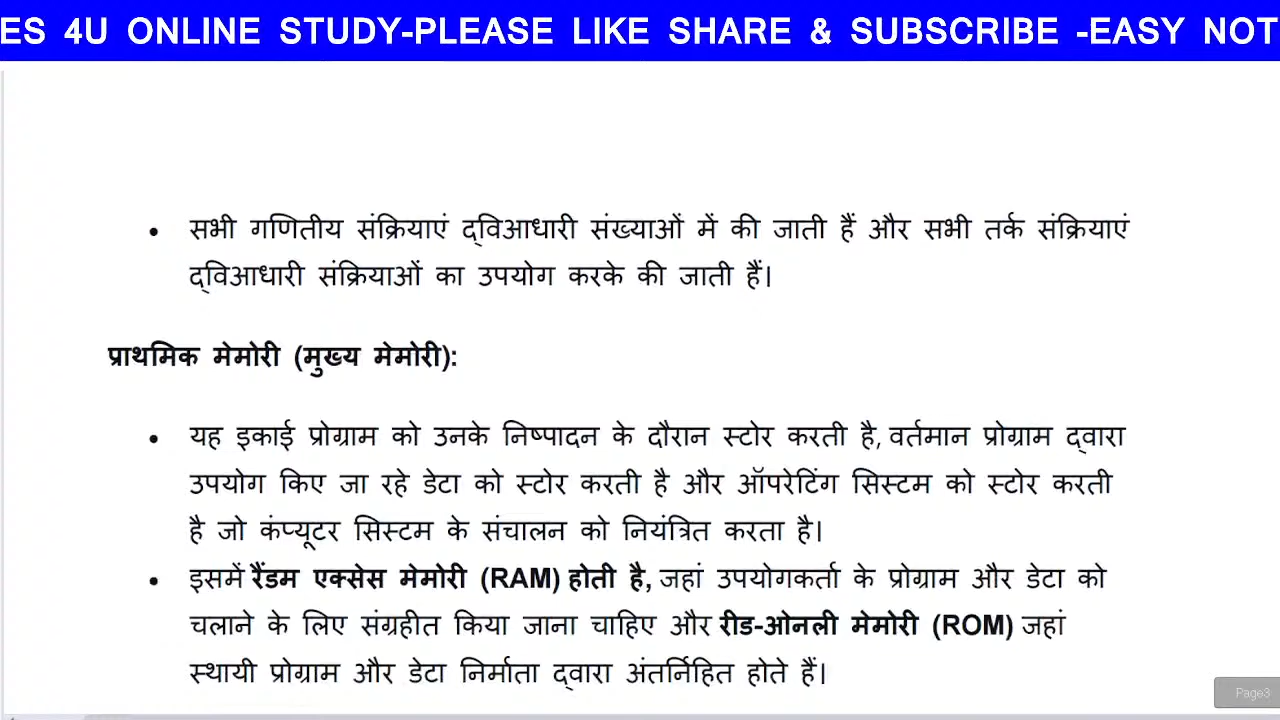 ES 4U ONLINE STUDY-PLEASE LIKE SHARE & SUBSCRIBE -EASY NOT
• सभी गणितीय संक्रियाएं द्विआधारी संख्याओं में की जाती हैं और सभी तर्क संक्रियाएं
द्विआधारी संक्रियाओं का उपयोग करके की जाती हैं।
प्राथमिक मेमोरी (मुख्य मेमोरी):
• यह इकाई प्रोग्राम को उनके निष्पादन के दौरान स्टोर करती है, वर्तमान प्रोग्राम द्वारा
उपयोग किए जा रहे डेटा को स्टोर करती है और ऑपरेटिंग सिस्टम को स्टोर करती
है जो कंप्यूटर सिस्टम के संचालन को नियंत्रित करता है।
• इसमें रैंडम एक्सेस मेमोरी (RAM) होती है, जहां उपयोगकर्ता के प्रोग्राम और डेटा को
चलाने के लिए संग्रहीत किया जाना चाहिए और रीड-ओनली मेमोरी (ROM) जहां
स्थायी प्रोग्राम और डेटा निर्माता द्वारा अंतर्निहित होते हैं।
Page3